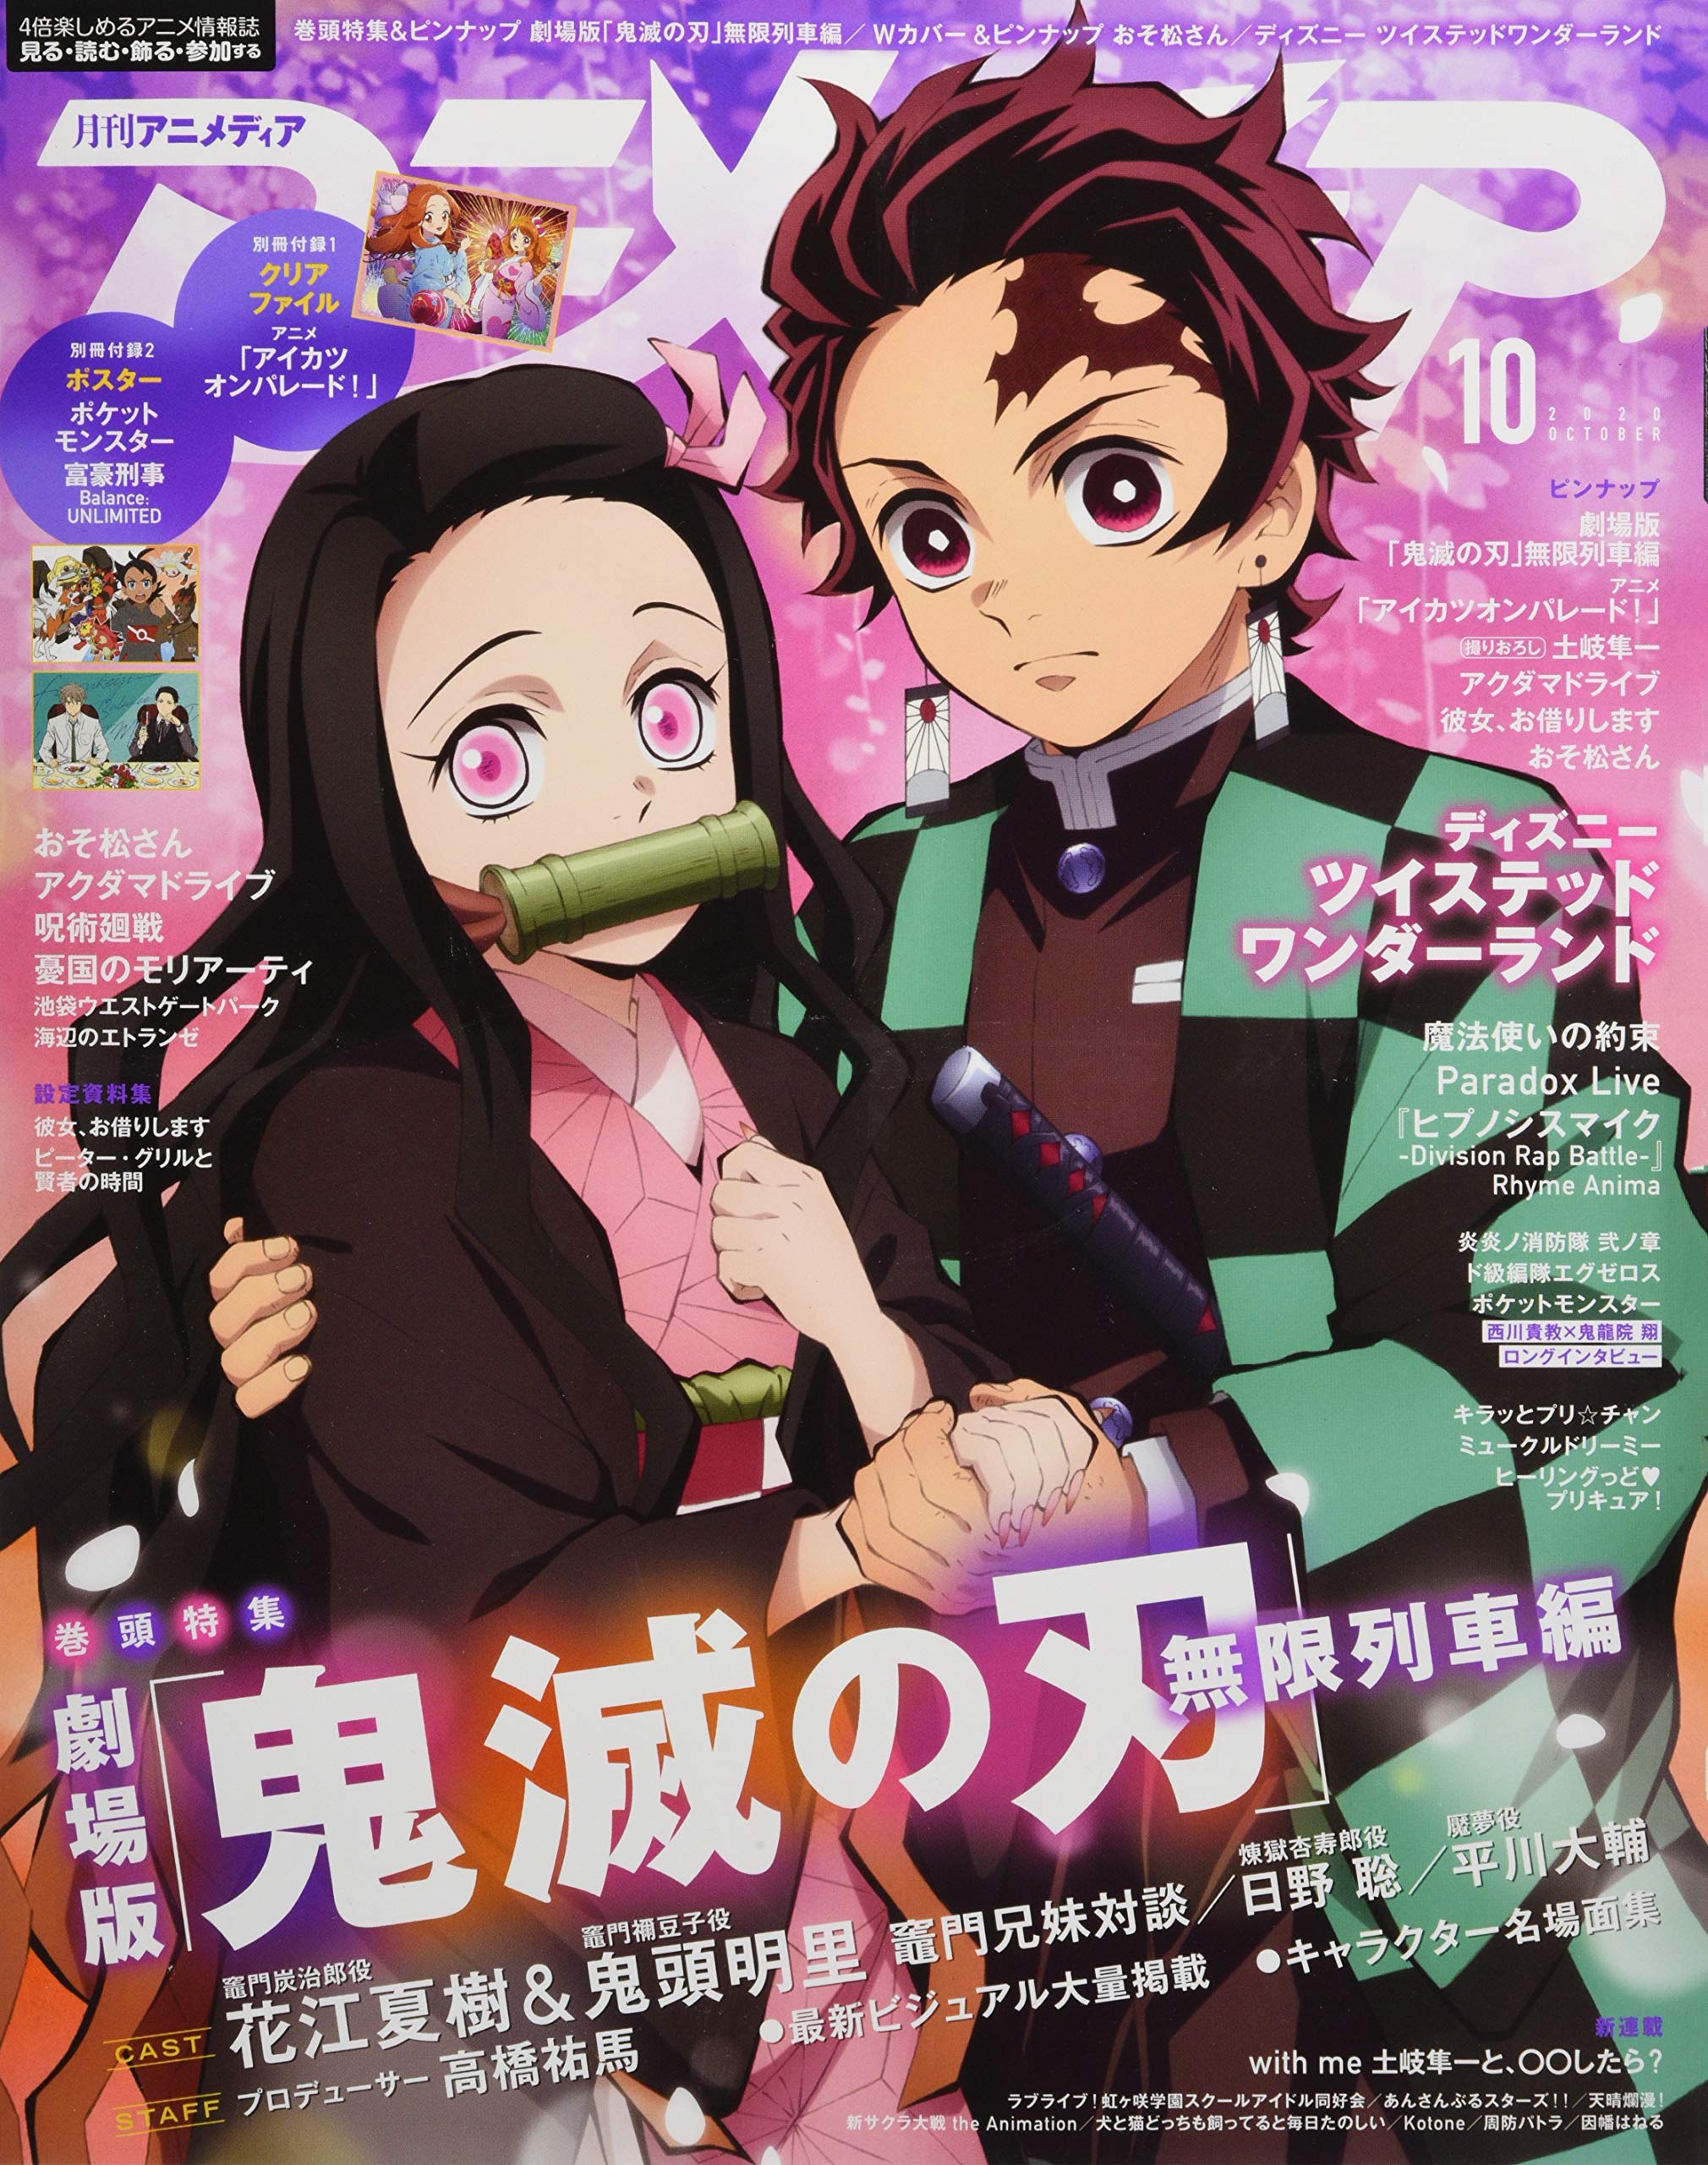 4倍楽しめるアニメ情報誌
見る・読む・飾る・参加する
巻頭特集&ピンナップ 劇場版「鬼滅の刃」無限列車編／Wカバー&ピンナップ おそ松さん／ディズニー ツイステッドワンダーランド
月刊アニメディア
アニメディア
別冊付録1
クリア
ファイル
アニメ
「アイカツ
オンパレード!」
別冊付録2
ポスター
ポケット
モンスター
富豪刑事
Balance:
UNLIMITED
10
2020
OCTOBER
ピンナップ
劇場版
「鬼滅の刃」無限列車編
アニメ
「アイカツオンパレード!」
撮りおろし 土岐隼一
アクダマドライブ
彼女、お借りします
おそ松さん
ディズニー
ツイステッド
ワンダーランド
魔法使いの約束
Paradox Live
『ヒプノシスマイク
-Division Rap Battle-』
Rhyme Anima
炎炎ノ消防隊 弐ノ章
ド級編隊エグゼロス
ポケットモンスター
西川貴教×鬼龍院 翔
ロングインタビュー
キラッとプリ☆チャン
ミュークルドリーミー
ヒーリングっど♥
プリキュア!
おそ松さん
アクダマドライブ
呪術廻戦
憂国のモリアーティ
池袋ウエストゲートパーク
海辺のエトランゼ
設定資料集
彼女、お借りします
ピーター・グリルと
賢者の時間
巻頭特集
劇場版
「鬼滅の刃」無限列車編
CAST
竈門炭治郎役
花江夏樹&
竈門禰豆子役
鬼頭明里 竈門兄妹対談／
煉獄杏寿郎役
日野 聡／
魘夢役
平川大輔
STAFF
プロデューサー 高橋祐馬
●最新ビジュアル大量掲載
●キャラクター名場面集
新連載
with me 土岐隼一と、〇〇したら?
ラブライブ!虹ヶ咲学園スクールアイドル同好会／あんさんぶるスターズ!!／天晴爛漫!
新サクラ大戦 the Animation／犬と猫どっちも飼ってると毎日たのしい／Kotone／周防パトラ／因幡はねる